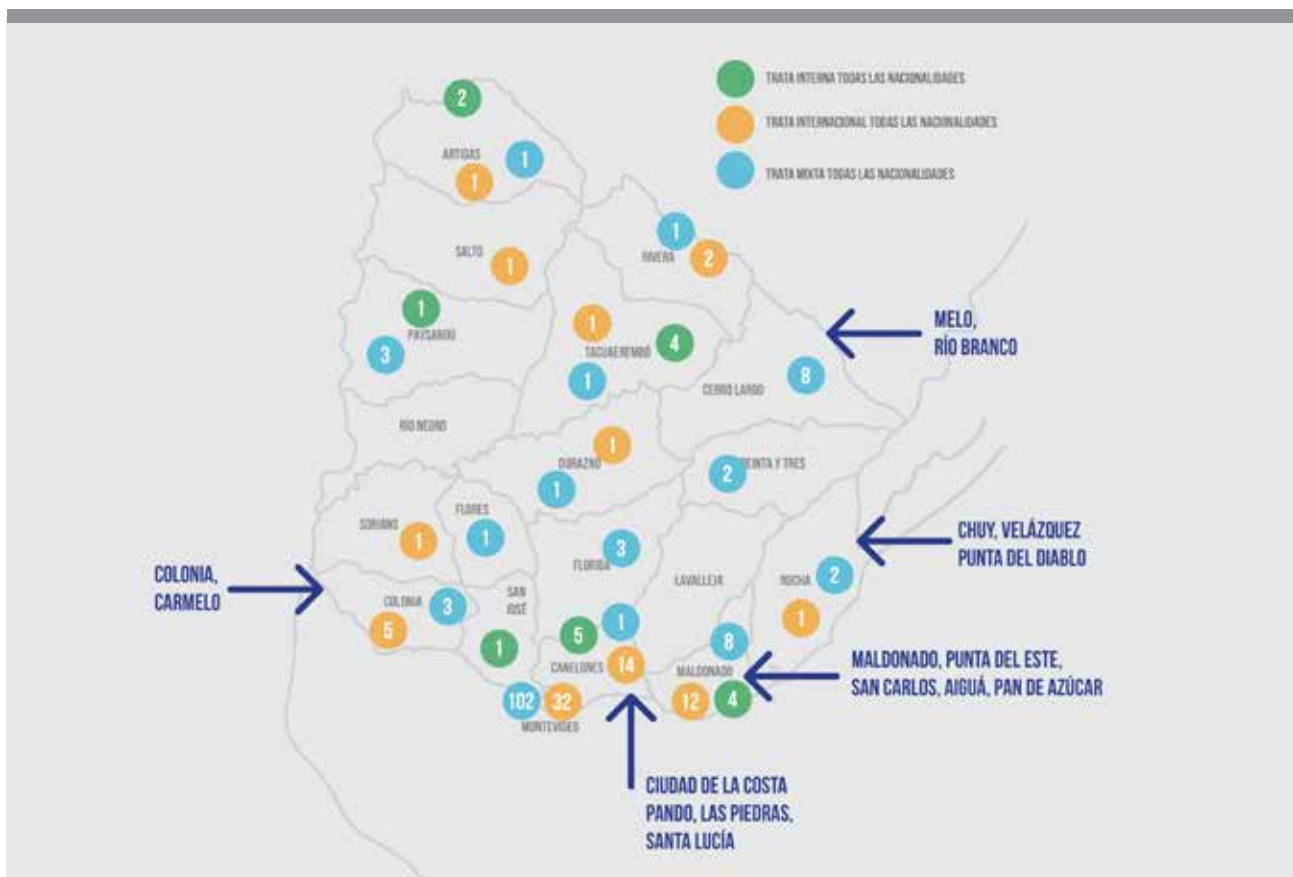 TRATA INTERNA TODAS LAS NACIONALIDADES
TRATA INTERNACIONAL TODAS LAS NACIONALIDADES
TRATA MIXTA TODAS LAS NACIONALIDADES
2
ARTIGAS
1
1
SALTO
1
1
RIVERA
2
1
PAYSANDÚ
3
1
TACUAEREMBÓ
4
1
MELO,
RÍO BRANCO
8
CERRO LARGO
RÍO NEGRO
1
DURAZNO
1
2
EINTA Y TRES
SORIANO
1
FLORES
1
3
FLORIDA
LAVALLEJA
CHUY, VELÁZQUEZ
PUNTA DEL DIABLO
ROCHA
2
1
COLONIA,
CARMELO
COLONIA
3
5
SAN
JOSÉ
1
5
1
CANELONES
14
8
MALDONADO
12
4
MALDONADO, PUNTA DEL ESTE,
SAN CARLOS, AIGUÁ, PAN DE AZÚCAR
102
32
MONTEVIDEO
CIUDAD DE LA COSTA
PANDO, LAS PIEDRAS,
SANTA LUCÍA